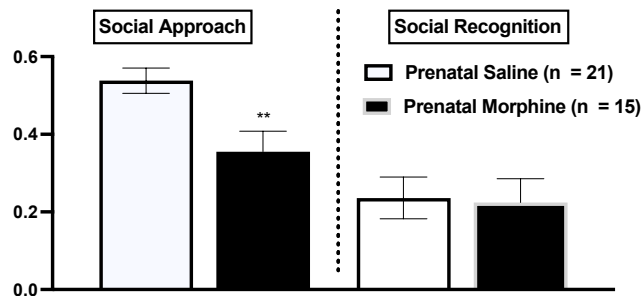 Social Approach
Social Recognition
0.6
0.4
0.2
0.0
Prenatal Saline (n = 21)
Prenatal Morphine (n = 15)
**